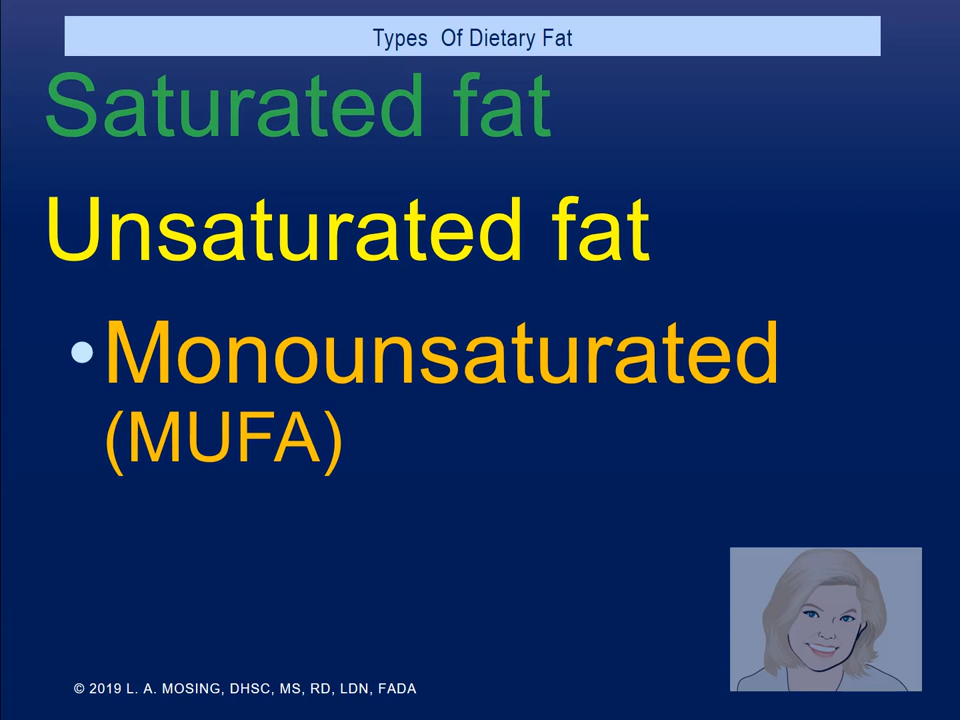 Types Of Dietary Fat
Saturated fat
Unsaturated fat
•Monounsaturated
(MUFA)
© 2019 L. A. MOSING, DHSC, MS, RD, LDN, FADA